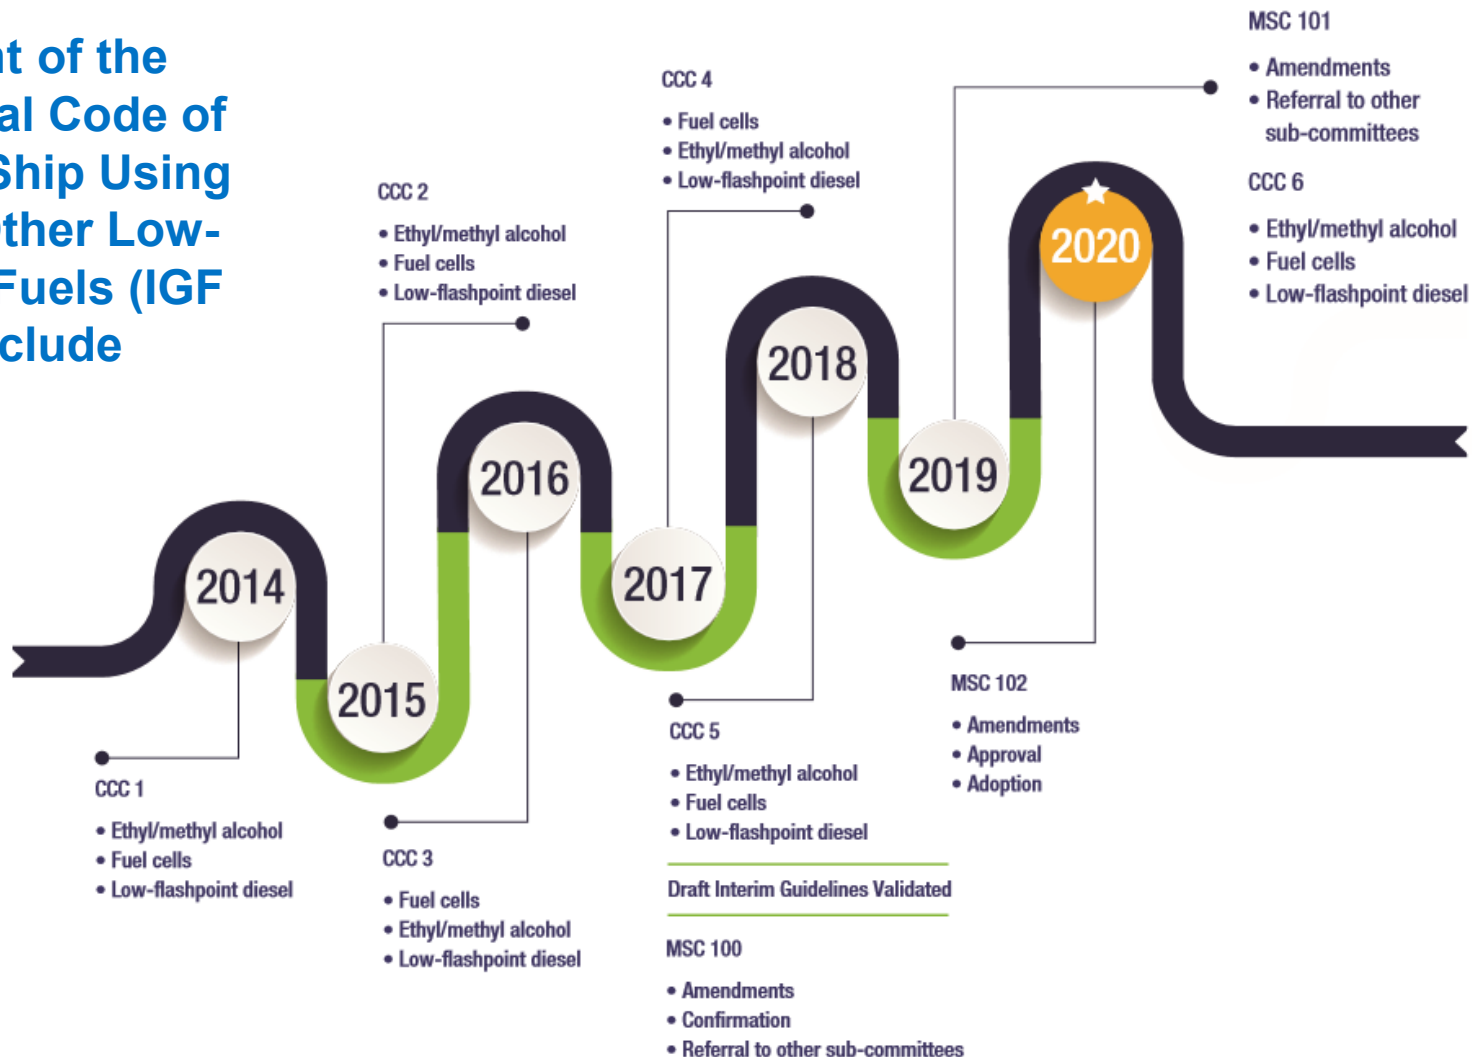 nt of the
al Code of
Ship Using
Other Low-
Fuels (IGF
clude
2014
CCC 1
• Ethyl/methyl alcohol
• Fuel cells
• Low-flashpoint diesel
2015
CCC 2
• Ethyl/methyl alcohol
• Fuel cells
• Low-flashpoint diesel
2016
CCC 3
• Fuel cells
• Ethyl/methyl alcohol
• Low-flashpoint diesel
2017
CCC 4
• Fuel cells
• Ethyl/methyl alcohol
• Low-flashpoint diesel
2018
CCC 5
• Ethyl/methyl alcohol
• Fuel cells
• Low-flashpoint diesel
Draft Interim Guidelines Validated
MSC 100
• Amendments
• Confirmation
• Referral to other sub-committees
2019
MSC 101
• Amendments
• Referral to other
sub-committees
CCC 6
• Ethyl/methyl alcohol
• Fuel cells
• Low-flashpoint diesel
2020
MSC 102
• Amendments
• Approval
• Adoption